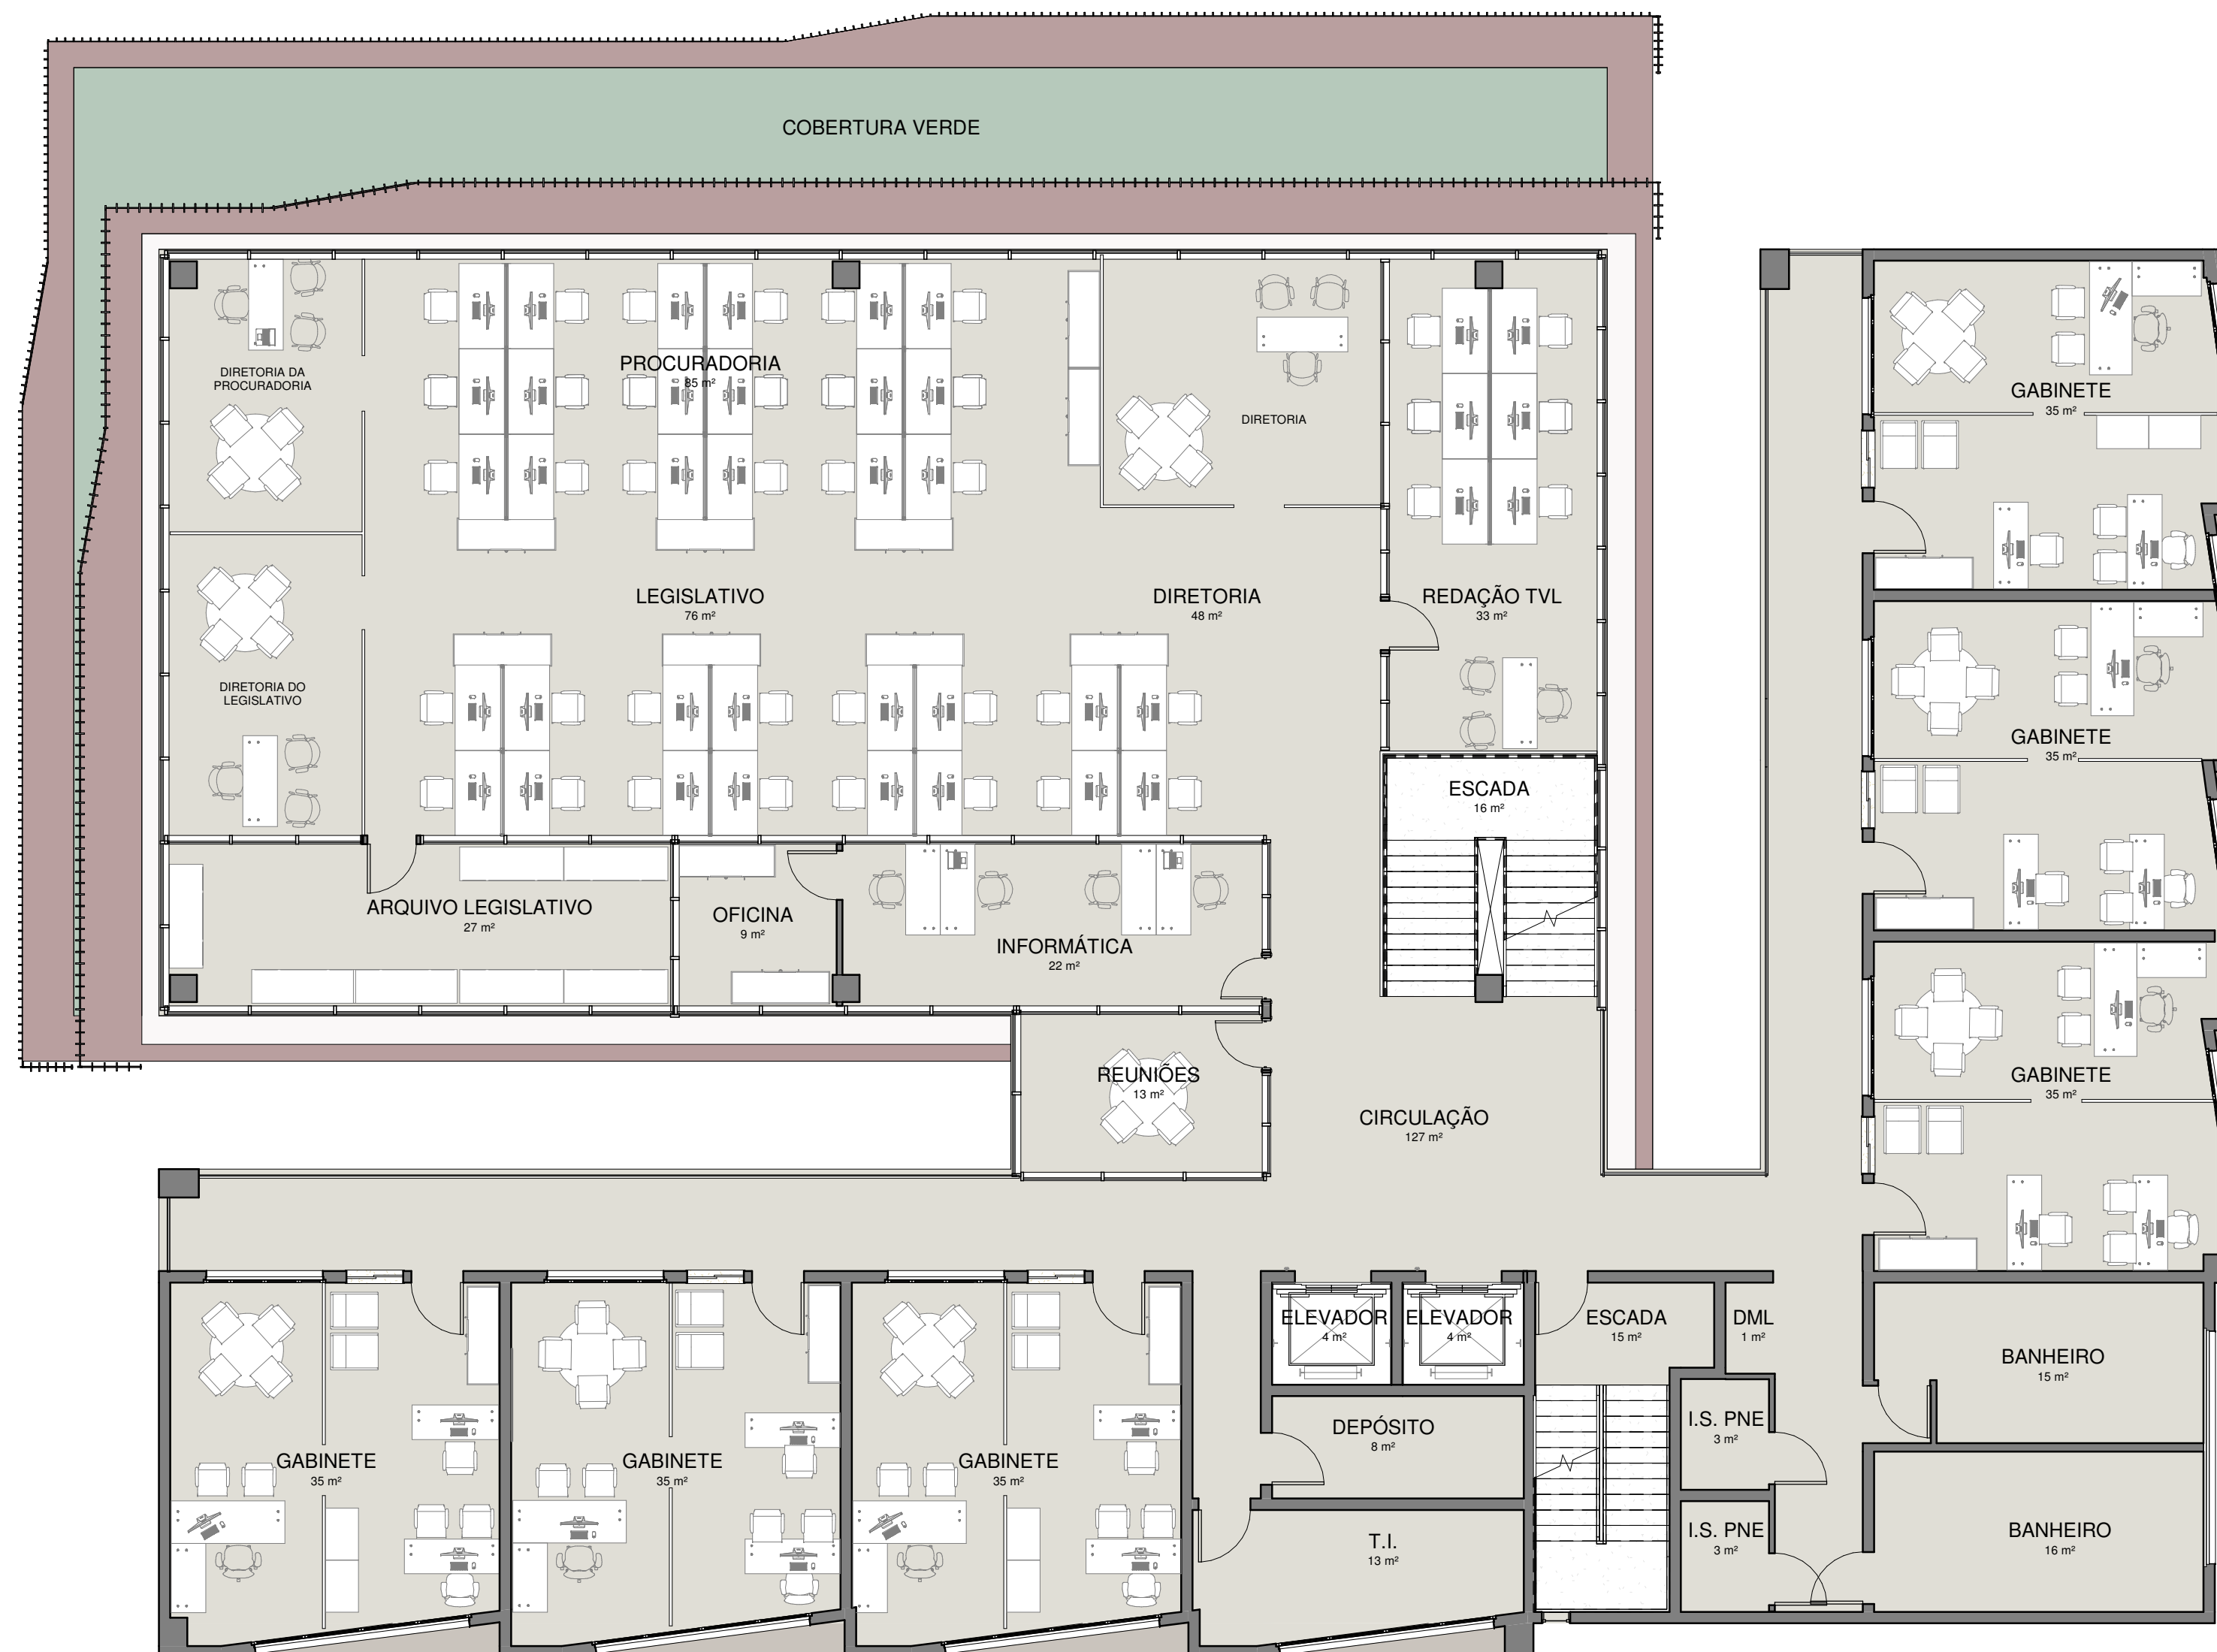 COBERTURA VERDE
DIRETORIA DA
PROCURADORIA
PROCURADORIA
85 m²
DIRETORIA
GABINETE
35 m²
DIRETORIA DO
LEGISLATIVO
LEGISLATIVO
76 m²
DIRETORIA
48 m²
REDAÇÃO TVL
33 m²
GABINETE
35 m²
ESCADA
16 m²
ARQUIVO LEGISLATIVO
27 m²
OFICINA
9 m²
INFORMÁTICA
22 m²
REUNIÕES
13 m²
CIRCULAÇÃO
127 m²
GABINETE
35 m²
ELEVADOR
4 m²
ELEVADOR
4 m²
ESCADA
15 m²
DML
1 m²
BANHEIRO
15 m²
GABINETE
35 m²
GABINETE
35 m²
GABINETE
35 m²
DEPÓSITO
8 m²
I.S. PNE
3 m²
T.I.
13 m²
I.S. PNE
3 m²
BANHEIRO
16 m²